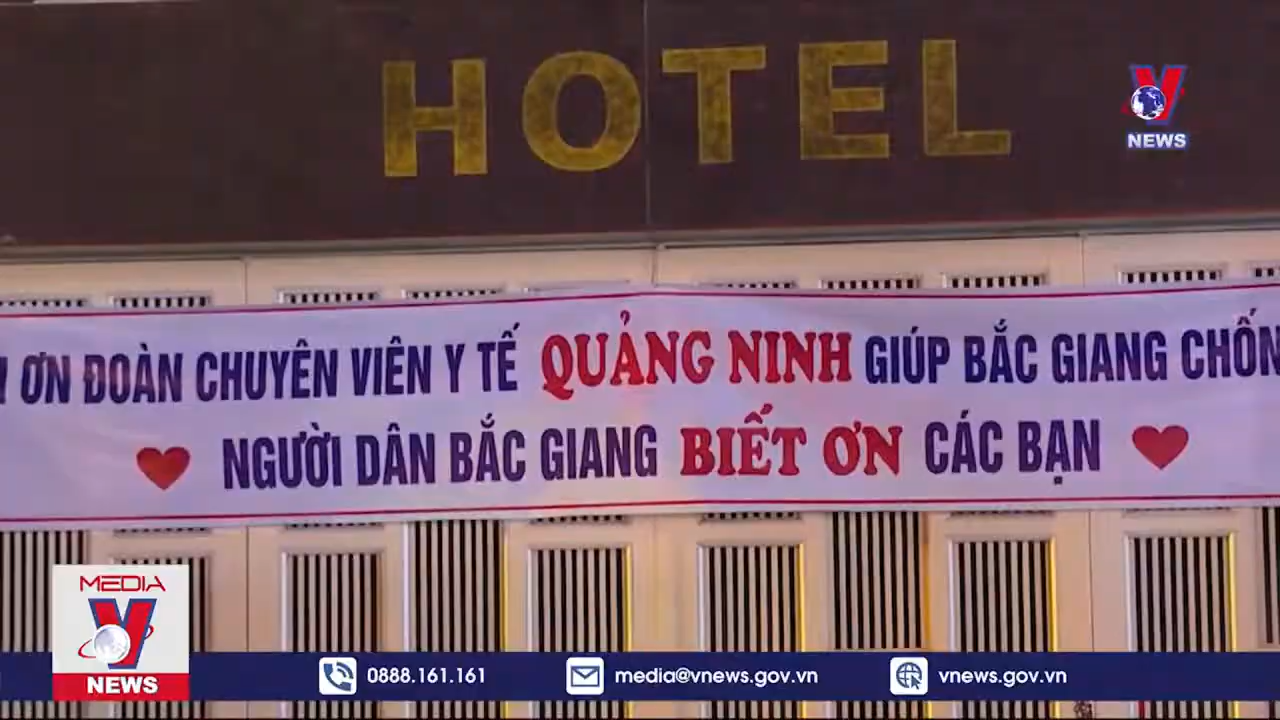 HOTEL
V
NEWS
ƠN ĐOÀN CHUYÊN VIÊN Y TẾ QUẢNG NINH GIÚP BẮC GIANG
NGƯỜI DÂN BẮC GIANG BIẾT ƠN CÁC BẠN
MEDIA
V
NEWS
0888.161.161
media@vnews.gov.vn
vnews.gov.vn